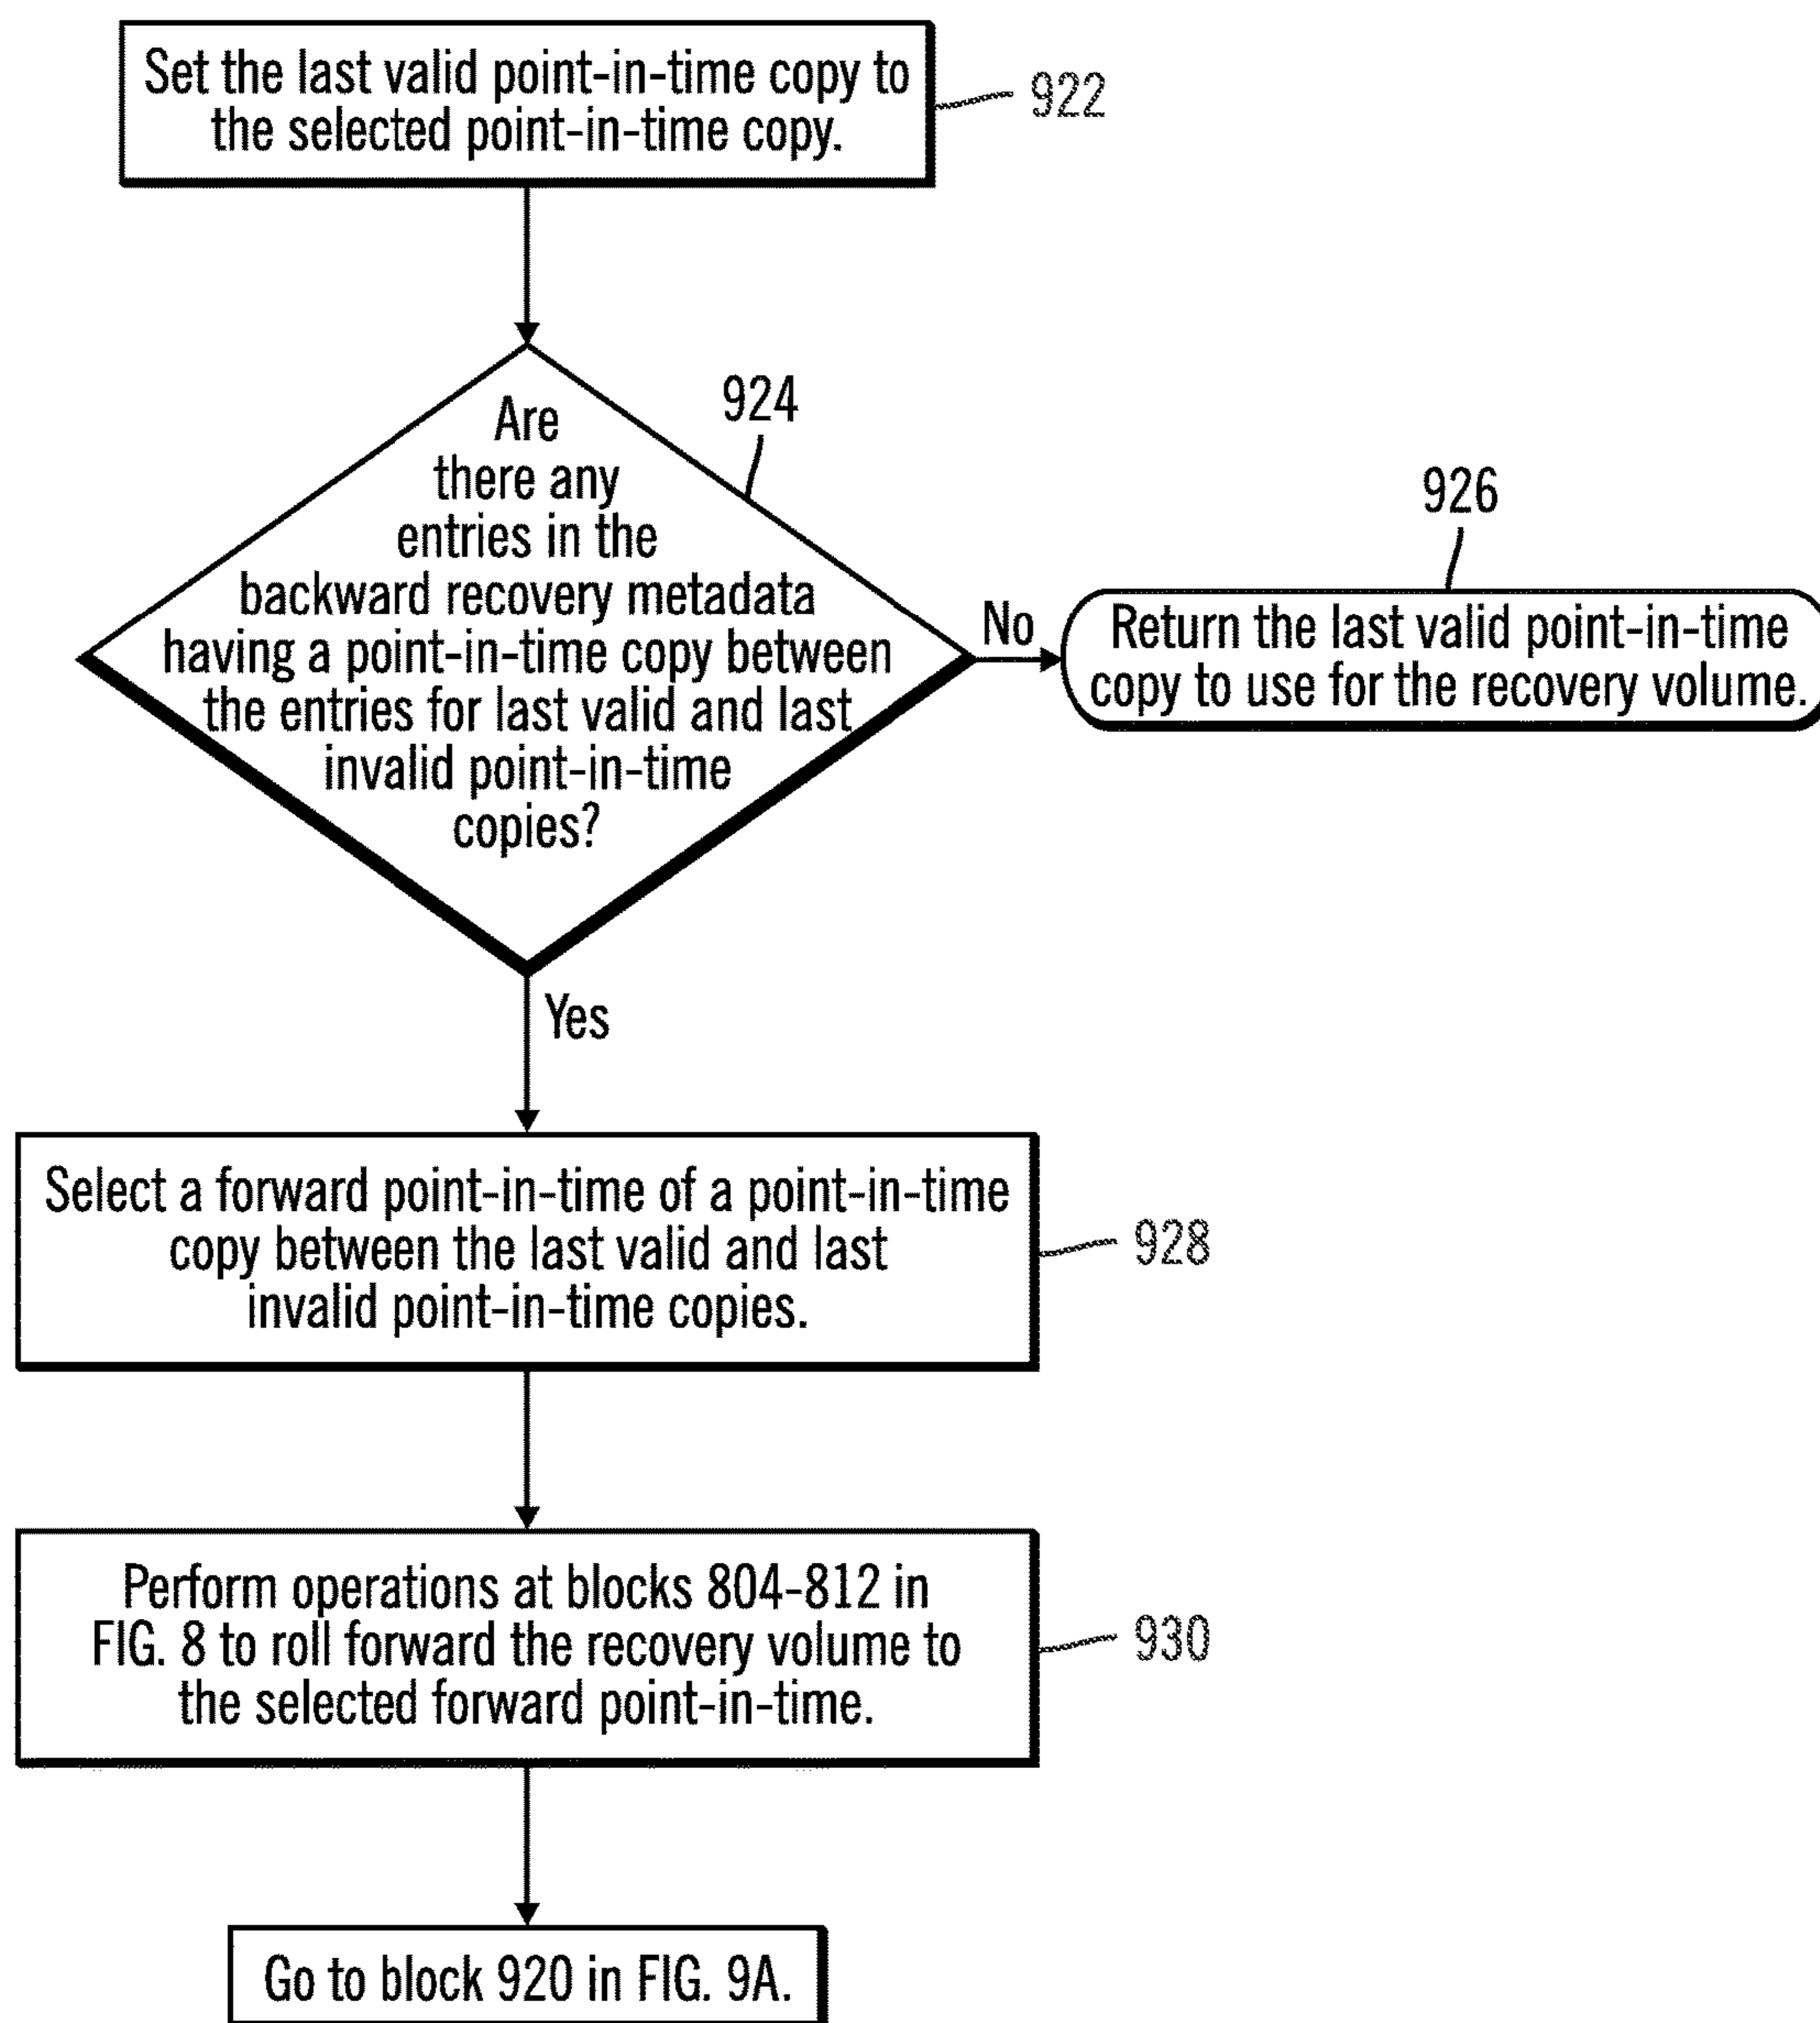 Set the last valid point-in-time copy to
the selected point-in-time copy.
922
Are
there any
entries in the
backward recovery metadata
having a point-in-time copy between
the entries for last valid and last
invalid point-in-time
copies?
924
No
926
Return the last valid point-in-time
copy to use for the recovery volume.
Yes
Select a forward point-in-time of a point-in-time
copy between the last valid and last
invalid point-in-time copies.
928
Perform operations at blocks 804-812 in
FIG. 8 to roll forward the recovery volume to
the selected forward point-in-time.
930
Go to block 920 in FIG. 9A.